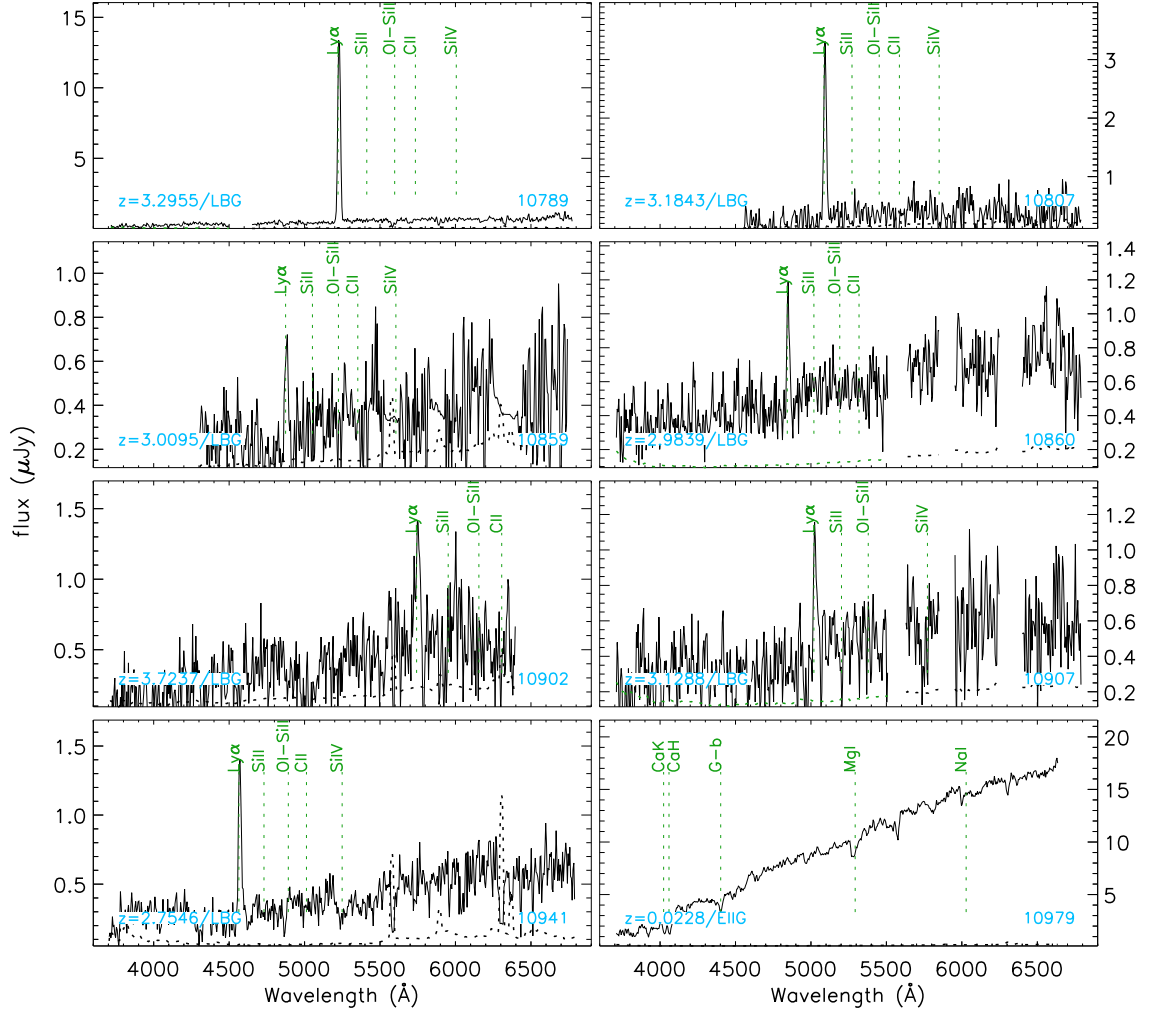 flux (μJy)
15
10
5
Lyα SiII OI-SiII CII SiIV
z=3.2955/LBG 10789
Lyα SiII OI-SiII CII SiIV
z=3.1843/LBG 10807
3
2
1
1.0
0.8
0.6
0.4
0.2
Lyα SiII OI-SiII CII SiIV
z=3.0095/LBG 10859
Lyα SiII OI-SiII CII
z=2.9839/LBG 10860
1.4
1.2
1.0
0.8
0.6
0.4
0.2
1.5
1.0
0.5
Lyα SiII OI-SiII CII
z=3.7237/LBG 10902
Lyα SiII OI-SiII SiIV
z=3.1288/LBG 10907
1.2
1.0
0.8
0.6
0.4
0.2
1.5
1.0
0.5
Lyα SiII OI-SiII CII SiIV
z=2.7546/LBG 10941
CaK CaH G-b MgI NaI
z=0.0228/EllG 10979
20
15
10
5
4000 4500 5000 5500 6000 6500
Wavelength (Å)
4000 4500 5000 5500 6000 6500
Wavelength (Å)